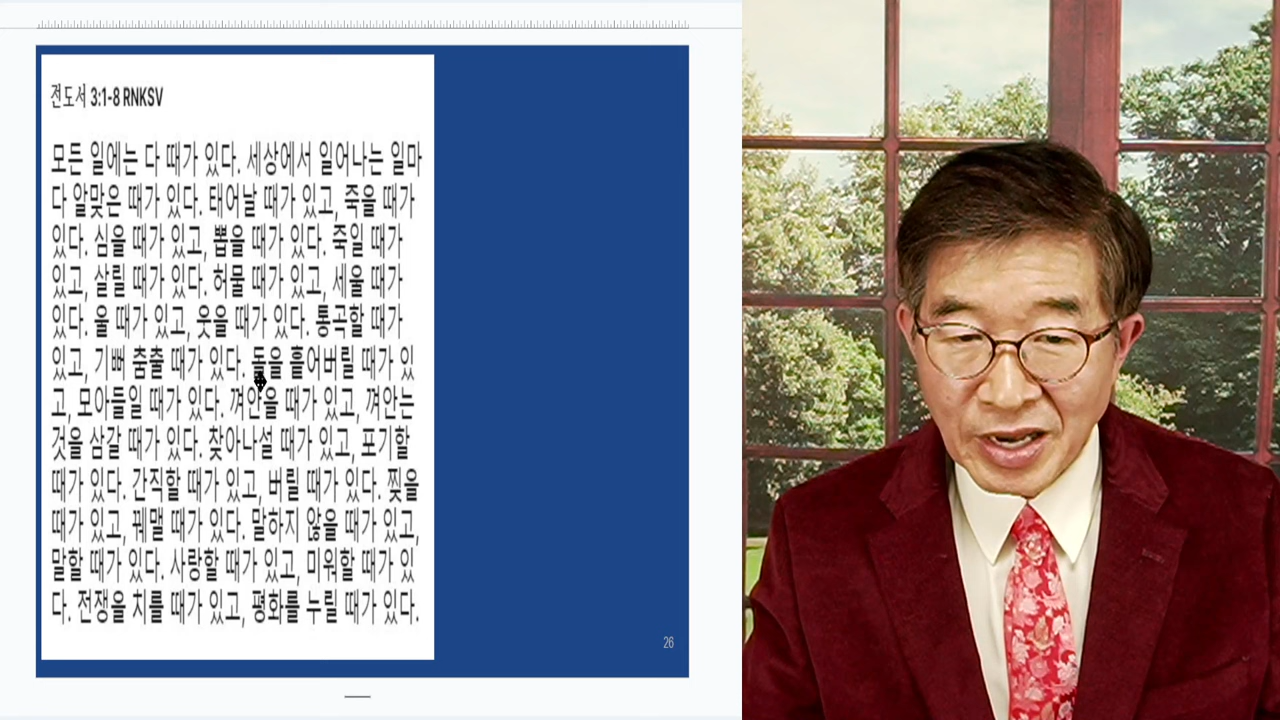 전도서 3:1-8 RNKSV
모든 일에는 다 때가 있다. 세상에서 일어나는 일마
다 알맞은 때가 있다. 태어날 때가 있고, 죽을 때가
있다. 심을 때가 있고, 뽑을 때가 있다. 죽일 때가
있고, 살릴 때가 있다. 허물 때가 있고, 세울 때가
있다. 울 때가 있고, 웃을 때가 있다. 통곡할 때가
있고, 기뻐 춤출 때가 있다. 돌을 흩어버릴 때가 있
고, 모아들일 때가 있다. 껴안을 때가 있고, 껴안는
것을 삼갈 때가 있다. 찾아나설 때가 있고, 포기할
때가 있다. 간직할 때가 있고, 버릴 때가 있다. 찢을
때가 있고, 꿰맬 때가 있다. 말하지 않을 때가 있고,
말할 때가 있다. 사랑할 때가 있고, 미워할 때가 있
다. 전쟁을 치를 때가 있고, 평화를 누릴 때가 있다.
26